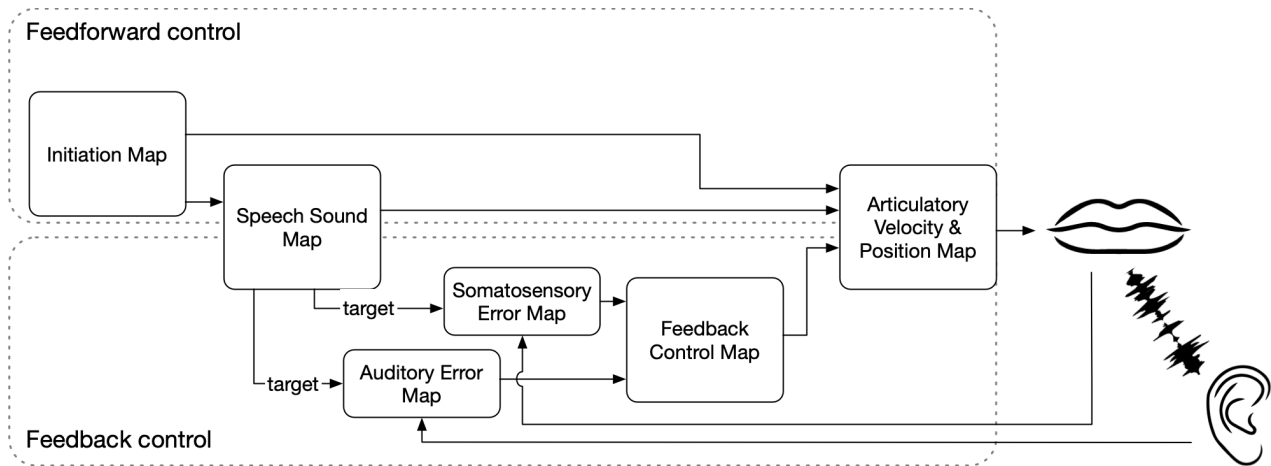 Feedforward control
Initiation Map
Speech Sound
Map
Articulatory
Velocity &
Position Map
target
Somatosensory
Error Map
Feedback
Control Map
target
Auditory Error
Map
Feedback control